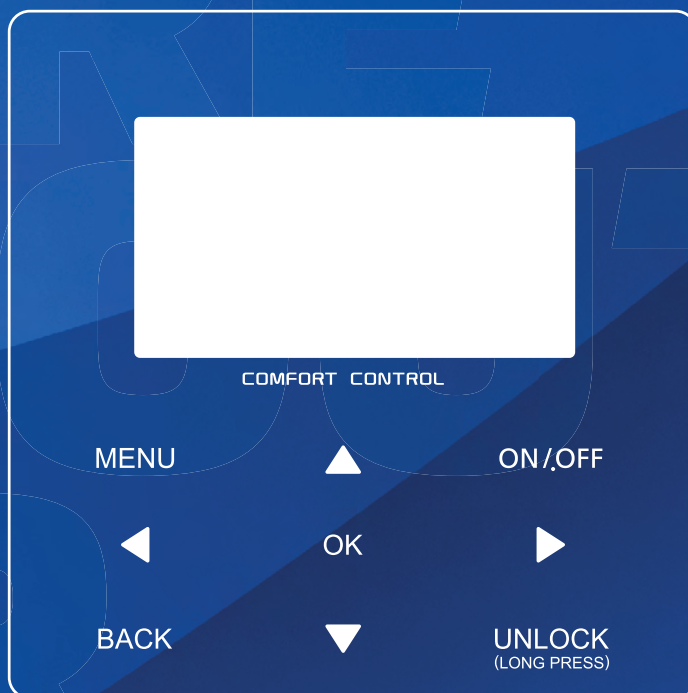 COMFORT CONTROL
MENU
ON/OFF
OK
BACK
UNLOCK
(LONG PRESS)